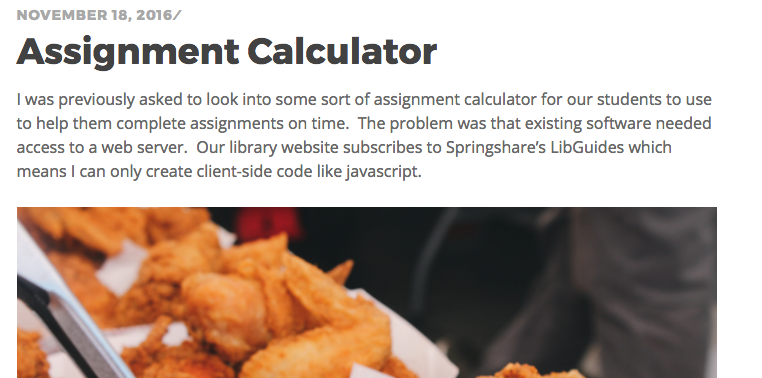 NOVEMBER 18, 2016/
Assignment Calculator
I was previously asked to look into some sort of assignment calculator for our students to use
to help them complete assignments on time.  The problem was that existing software needed
access to a web server.  Our library website subscribes to Springshare’s LibGuides which
means I can only create client-side code like javascript.